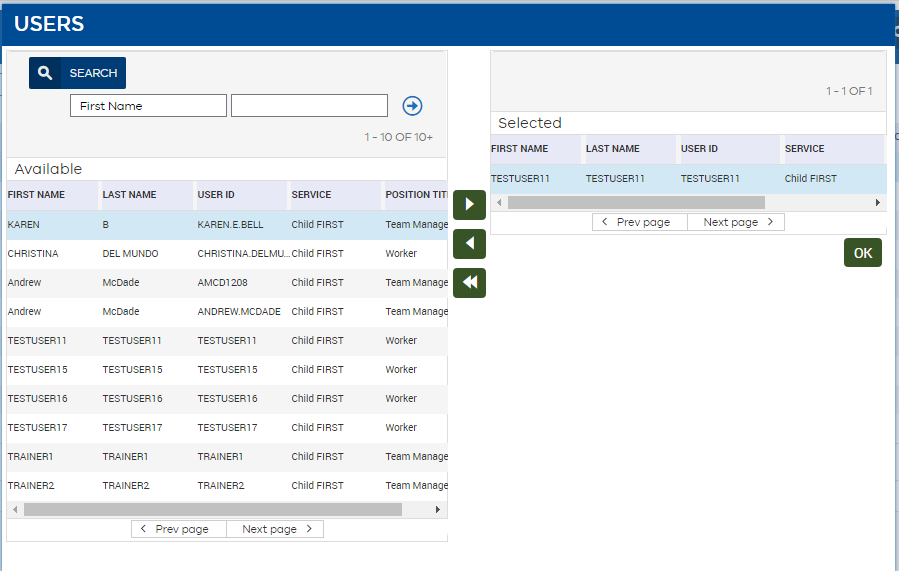 USERS
SEARCH
First Name
1 - 10 OF 10+
Available
FIRST NAME LAST NAME USER ID SERVICE POSITION TIT
KAREN B KAREN.E.BELL Child FIRST Team Manage
CHRISTINA DEL MUNDO CHRISTINA.DELMU... Child FIRST Worker
Andrew McDade AMCD1208 Child FIRST Team Manage
Andrew McDade ANDREW.MCDADE Child FIRST Team Manage
TESTUSER11 TESTUSER11 TESTUSER11 Child FIRST Worker
TESTUSER15 TESTUSER15 TESTUSER15 Child FIRST Worker
TESTUSER16 TESTUSER16 TESTUSER16 Child FIRST Worker
TESTUSER17 TESTUSER17 TESTUSER17 Child FIRST Worker
TRAINER1 TRAINER1 TRAINER1 Child FIRST Team Manage
TRAINER2 TRAINER2 TRAINER2 Child FIRST Team Manage
Prev page Next page
1 - 1 OF 1
Selected
FIRST NAME LAST NAME USER ID SERVICE
TESTUSER11 TESTUSER11 TESTUSER11 Child FIRST
Prev page Next page
OK